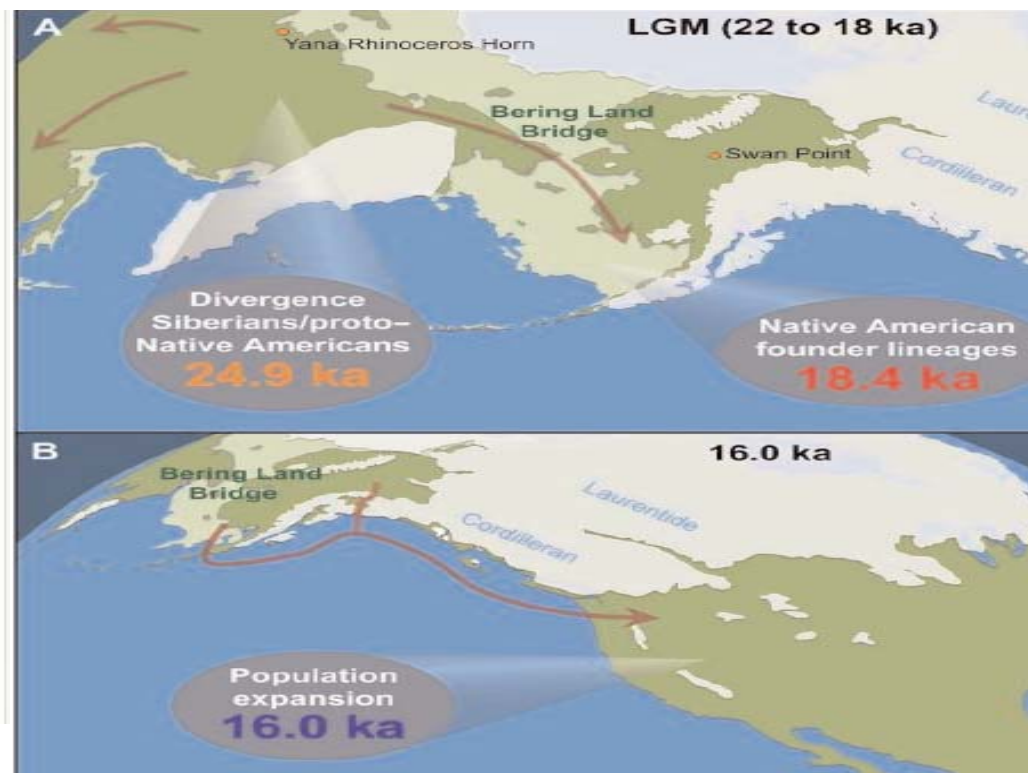 A
LGM (22 to 18 ka)
Yana Rhinoceros Horn
Bering Land
Bridge
Swan Point
Cordilleran
Divergence
Siberians/proto–
Native Americans
24.9 ka
Native American
founder lineages
18.4 ka
B
16.0 ka
Bering Land
Bridge
Laurentide
Cordilleran
Population
expansion
16.0 ka